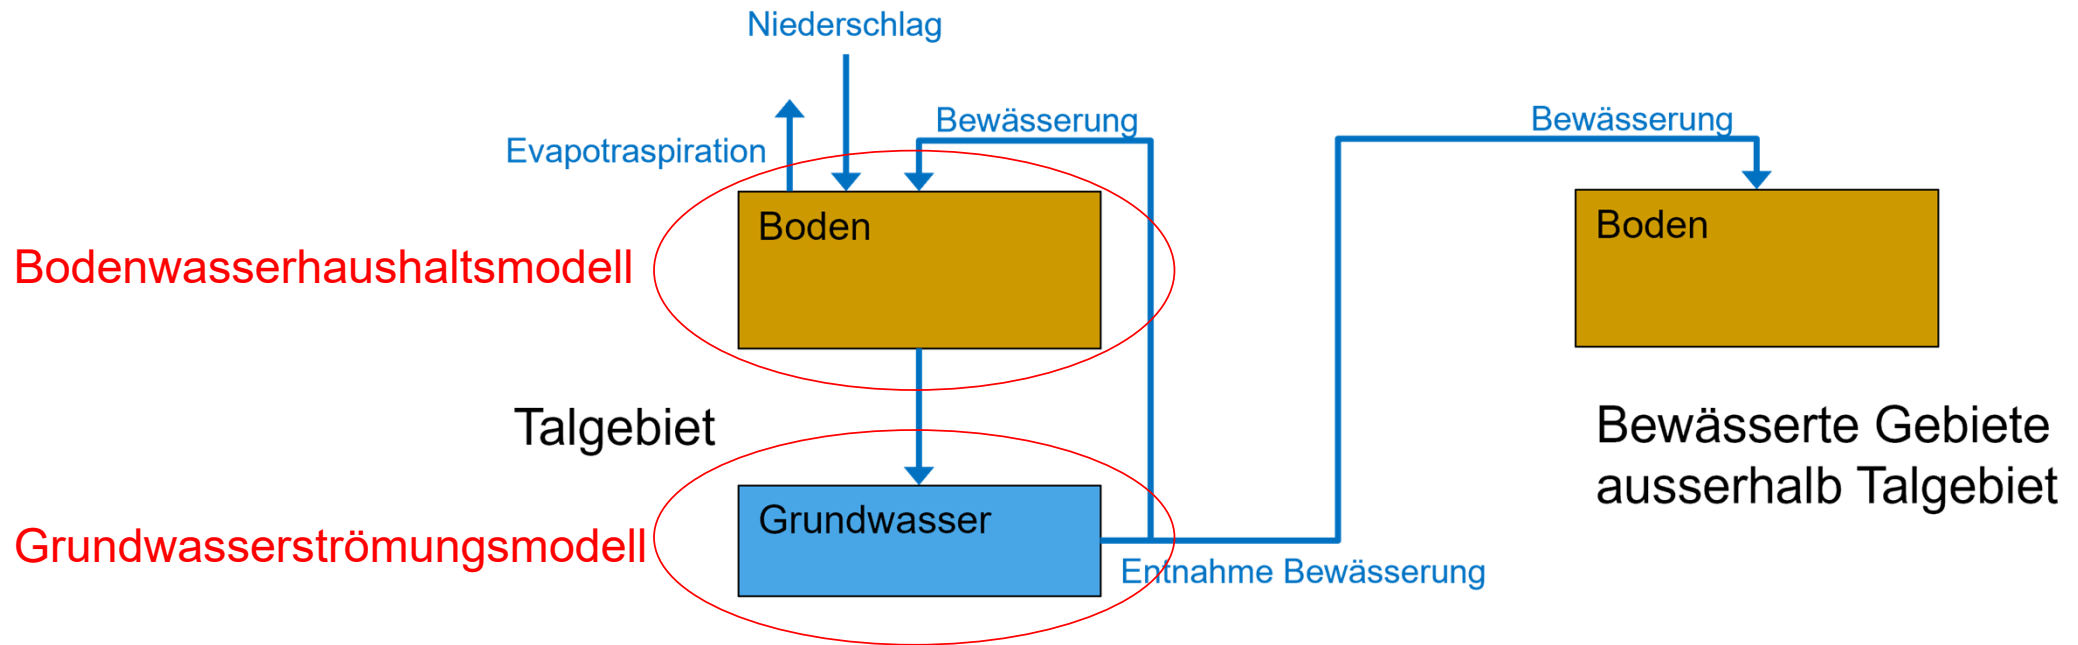 Niederschlag
Bewässerung
Bewässerung
Evapotraspiration
Boden
Boden
Bodenwasserhaushaltsmodell
Talgebiet
Bewässerte Gebiete
ausserhalb Talgebiet
Grundwasser
Grundwasserströmungsmodell
Entnahme Bewässerung